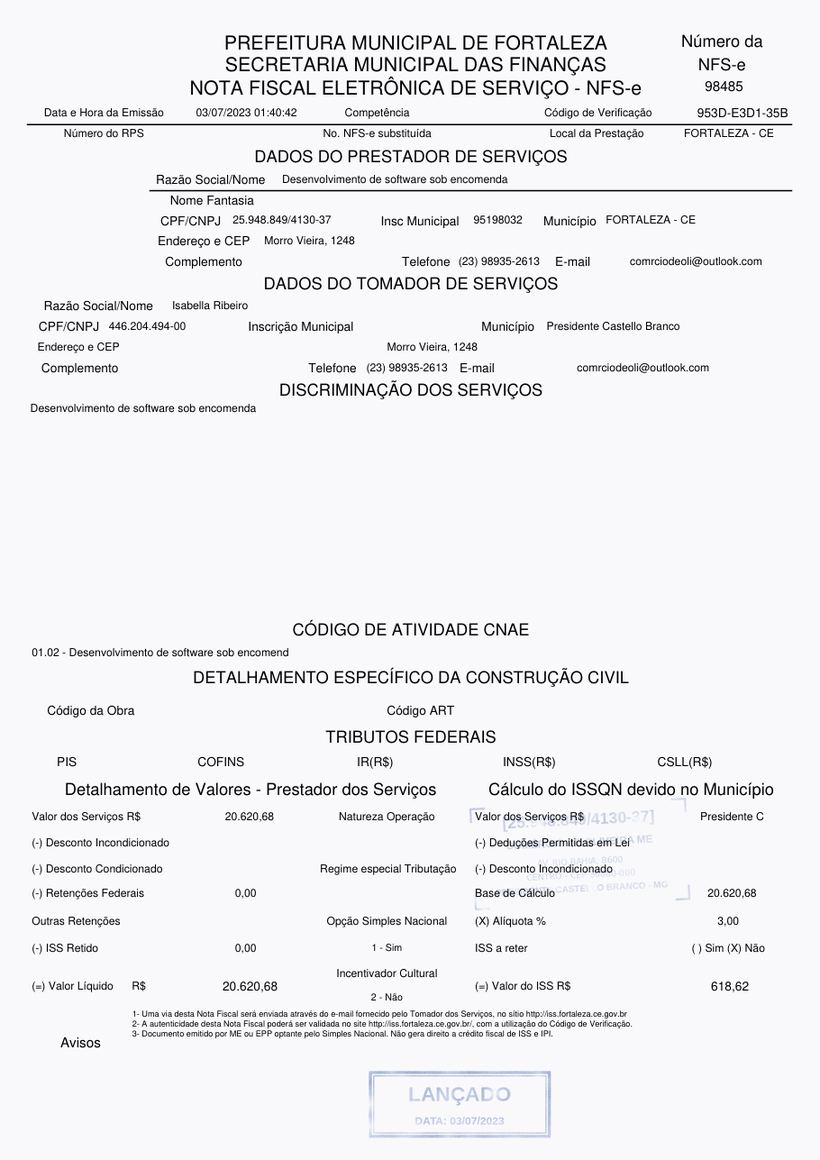 PREFEITURA MUNICIPAL DE FORTALEZA
SECRETARIA MUNICIPAL DAS FINANÇAS
NOTA FISCAL ELETRÔNICA DE SERVIÇO - NFS-e
Número da
NFS-e
98485
Data e Hora da Emissão 03/07/2023 01:40:42 Competência Código de Verificação 953D-E3D1-35B
Número do RPS No. NFS-e substituída Local da Prestação FORTALEZA - CE
DADOS DO PRESTADOR DE SERVIÇOS
Razão Social/Nome Desenvolvimento de software sob encomenda
Nome Fantasia
CPF/CNPJ 25.948.849/4130-37 Insc Municipal 95198032 Município FORTALEZA - CE
Endereço e CEP Morro Vieira, 1248
Complemento Telefone (23) 98935-2613 E-mail comrciodeoli@outlook.com
DADOS DO TOMADOR DE SERVIÇOS
Razão Social/Nome Isabella Ribeiro
CPF/CNPJ 446.204.494-00 Inscrição Municipal Município Presidente Castello Branco
Endereço e CEP Morro Vieira, 1248
Complemento Telefone (23) 98935-2613 E-mail comrciodeoli@outlook.com
DISCRIMINAÇÃO DOS SERVIÇOS
Desenvolvimento de software sob encomenda
CÓDIGO DE ATIVIDADE CNAE
01.02 - Desenvolvimento de software sob encomend
DETALHAMENTO ESPECÍFICO DA CONSTRUÇÃO CIVIL
Código da Obra Código ART
TRIBUTOS FEDERAIS
PIS COFINS IR(R$) INSS(R$) CSLL(R$)
Detalhamento de Valores - Prestador dos Serviços Cálculo do ISSQN devido no Município
Valor dos Serviços R$ 20.620,68 Natureza Operação Valor dos Serviços R$ Presidente C
(-) Desconto Incondicionado (-) Deduções Permitidas em Lei
(-) Desconto Condicionado Regime especial Tributação (-) Desconto Incondicionado
(-) Retenções Federais 0,00 Base de Cálculo 20.620,68
Outras Retenções Opção Simples Nacional (X) Alíquota % 3,00
(-) ISS Retido 0,00 1 - Sim ISS a reter ( ) Sim (X) Não
Incentivador Cultural
(=) Valor Líquido R$ 20.620,68 2 - Não (=) Valor do ISS R$ 618,62
/4130-37]
ME
AV. RIO BAHIA, 8600
CENTRO - CEP
BRANCO - MG
Avisos
1- Uma via desta Nota Fiscal será enviada através do e-mail fornecido pelo Tomador dos Serviços, no sítio http://iss.fortaleza.ce.gov.br
2- A autenticidade desta Nota Fiscal poderá ser validada no site http://iss.fortaleza.ce.gov.br/, com a utilização do Código de Verificação.
3- Documento emitido por ME ou EPP optante pelo Simples Nacional. Não gera direito a crédito fiscal de ISS e IPI.
LANÇADO
DATA: 03/07/2023